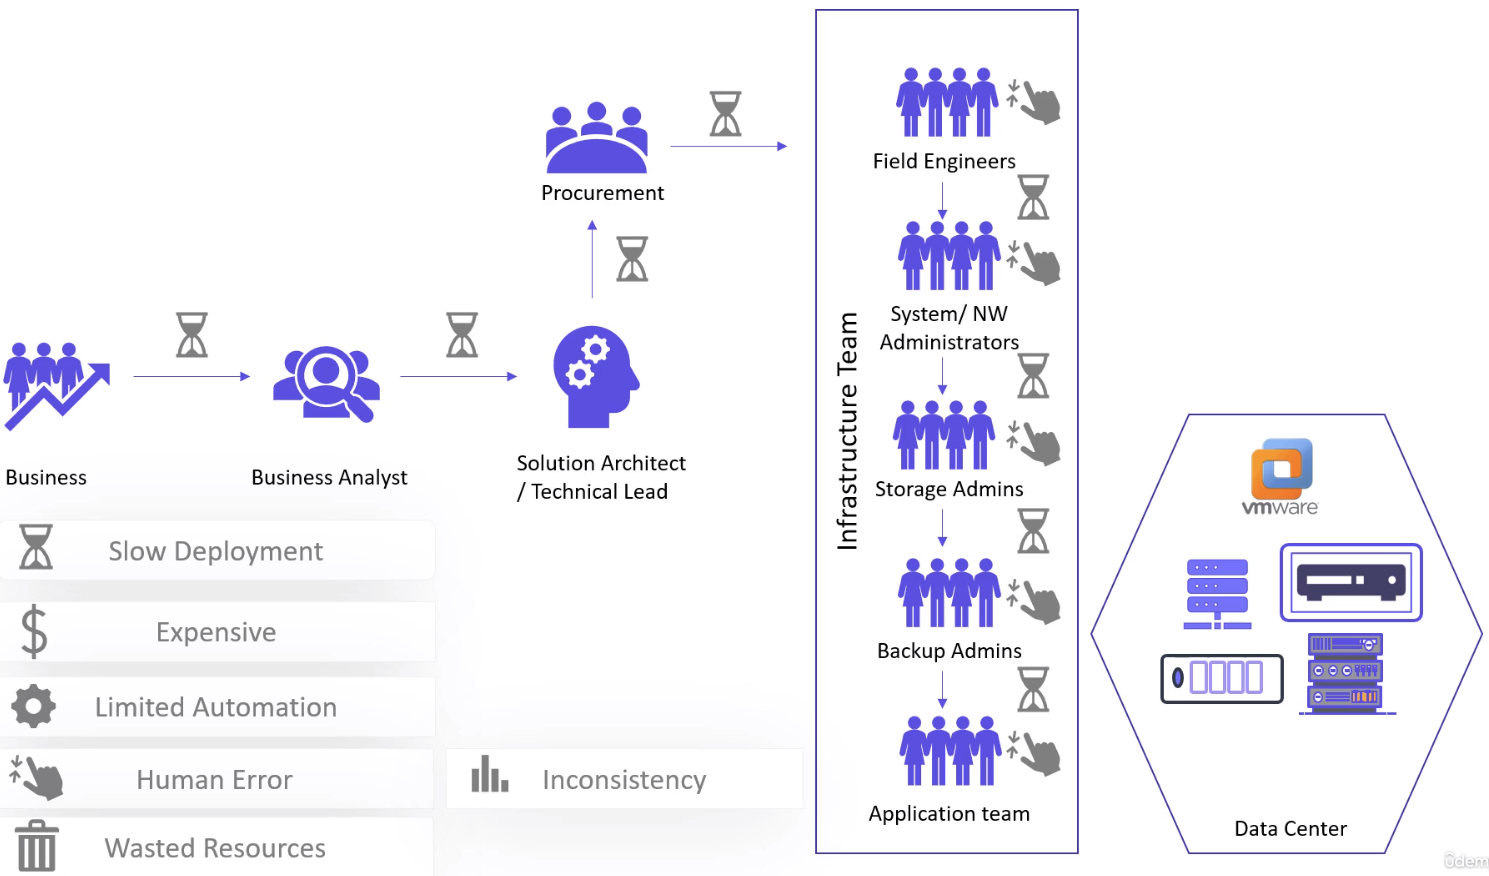 Field Engineers
Procurement
System/ NW
Administrators
Infrastructure Team
Storage Admins
Business
Business Analyst
Solution Architect
/ Technical Lead
vmware
Slow Deployment
Expensive
Backup Admins
Limited Automation
Human Error
Inconsistency
Application team
Data Center
Wasted Resources